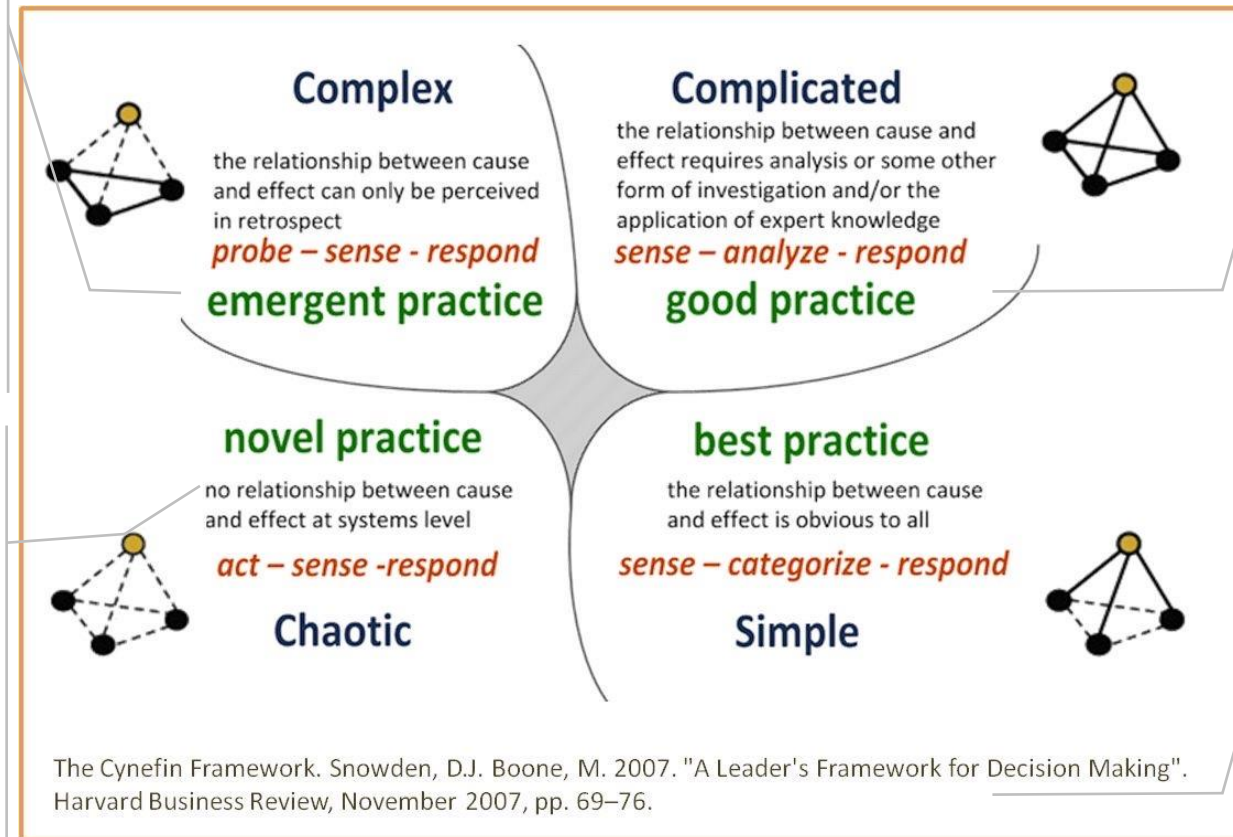 Complex
the relationship between cause
and effect can only be perceived
in retrospect
probe – sense - respond
emergent practice
Complicated
the relationship between cause and
effect requires analysis or some other
form of investigation and/or the
application of expert knowledge
sense – analyze - respond
good practice
novel practice
no relationship between cause
and effect at systems level
act – sense -respond
Chaotic
best practice
the relationship between cause
and effect is obvious to all
sense – categorize - respond
Simple
The Cynefin Framework. Snowden, D.J. Boone, M. 2007. "A Leader's Framework for Decision Making".
Harvard Business Review, November 2007, pp. 69–76.